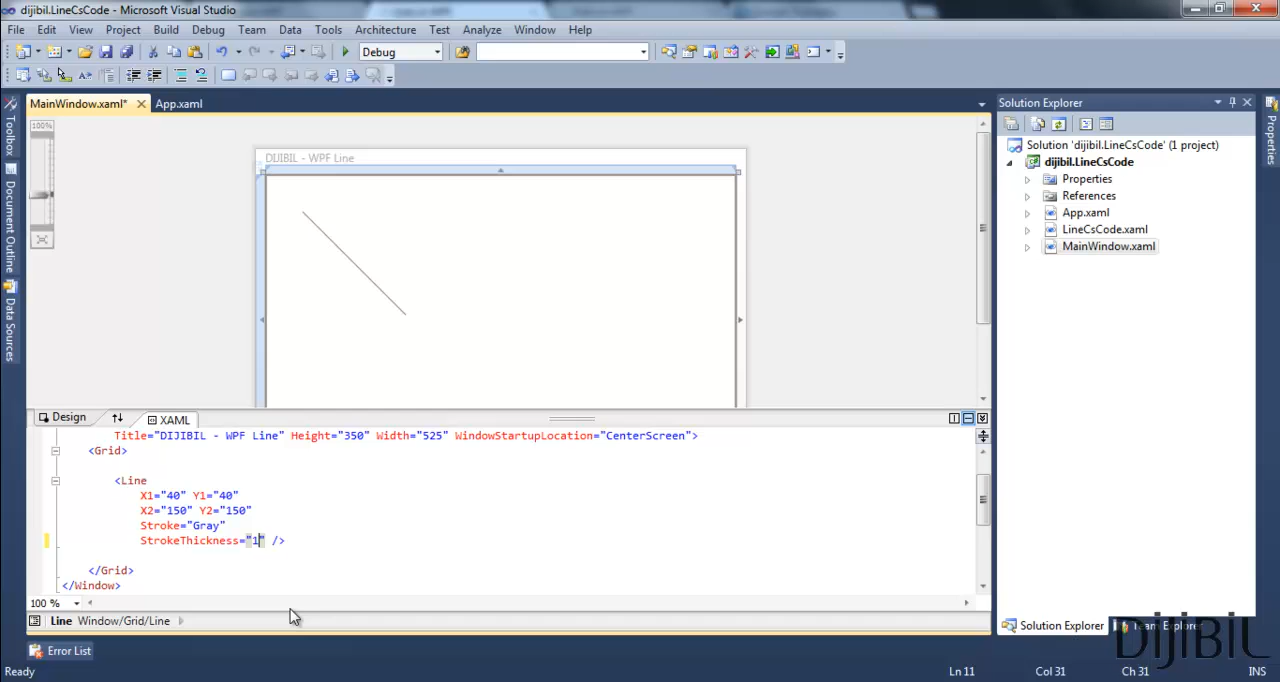 dijibil.LineCsCode - Microsoft Visual Studio
File Edit View Project Build Debug Team Data Tools Architecture Test Analyze Window Help
Debug
MainWindow.xaml* App.xaml
Solution Explorer
Toolbox
Document Outline
Data Sources
Properties
100%
DIJIBIL - WPF Line
Solution 'dijibil.LineCsCode' (1 project)
dijibil.LineCsCode
Properties
References
App.xaml
LineCsCode.xaml
MainWindow.xaml
Design XAML
Title="DIJIBIL - WPF Line" Height="350" Width="525" WindowStartupLocation="CenterScreen">
<Grid>
<Line
X1="40" Y1="40"
X2="150" Y2="150"
Stroke="Gray"
StrokeThickness="1" />
</Grid>
</Window>
100 %
Line Window/Grid/Line
Solution Explorer Team Explorer
DIJIBIL
Error List
Ready Ln 11 Col 31 Ch 31 INS